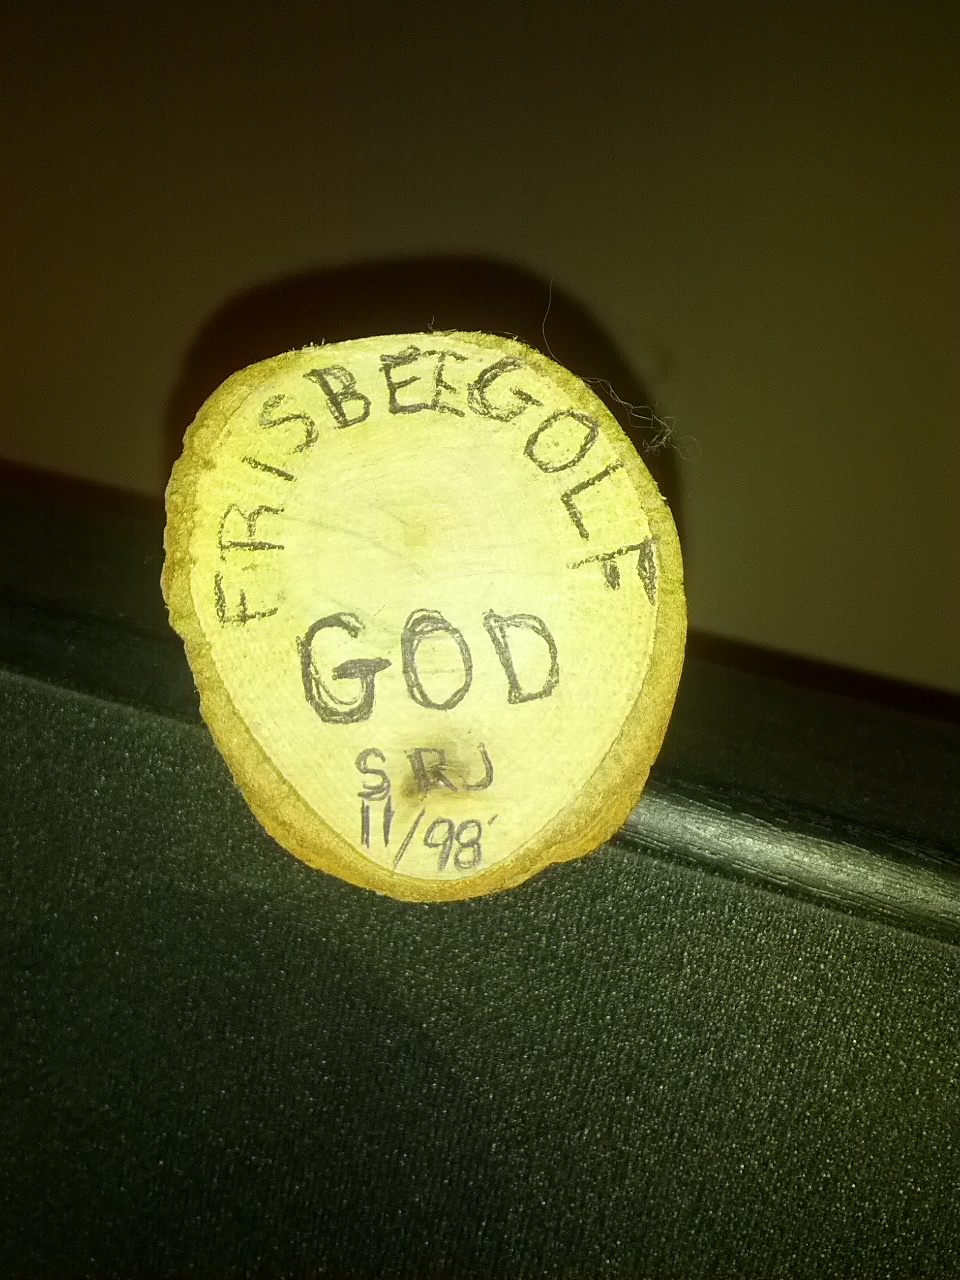 FRISBEEGOLF
GOD
SRJ
11/98'